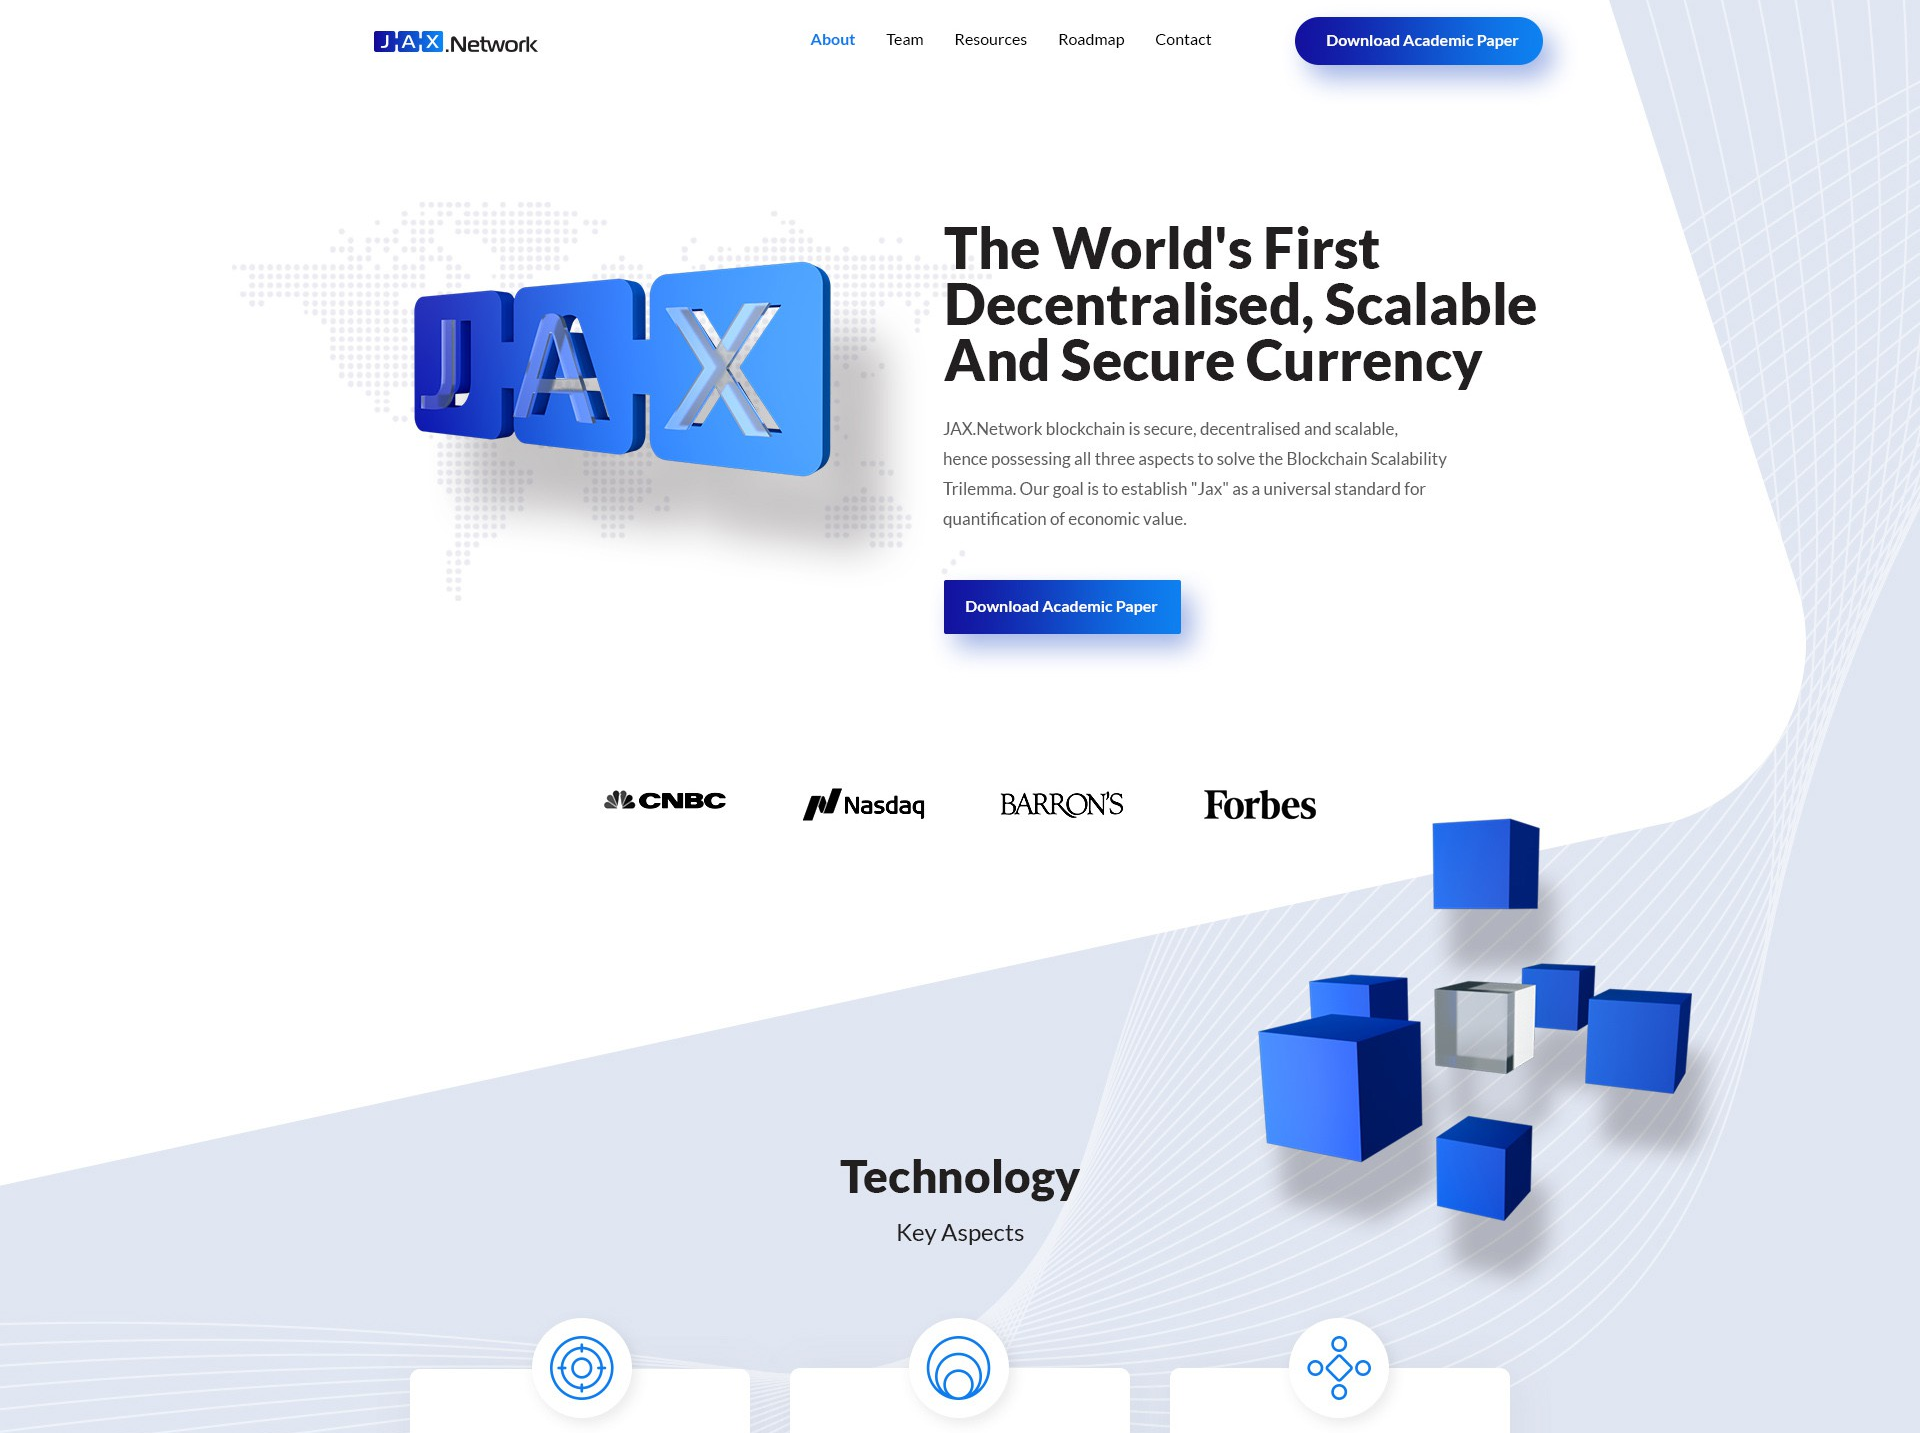 JAX.Network
About Team Resources Roadmap Contact
Download Academic Paper
JAX
The World's First
Decentralised, Scalable
And Secure Currency
JAX.Network blockchain is secure, decentralised and scalable,
hence possessing all three aspects to solve the Blockchain Scalability
Trilemma. Our goal is to establish "Jax" as a universal standard for
quantification of economic value.
Download Academic Paper
CNBC Nasdaq BARRON'S Forbes
Technology
Key Aspects